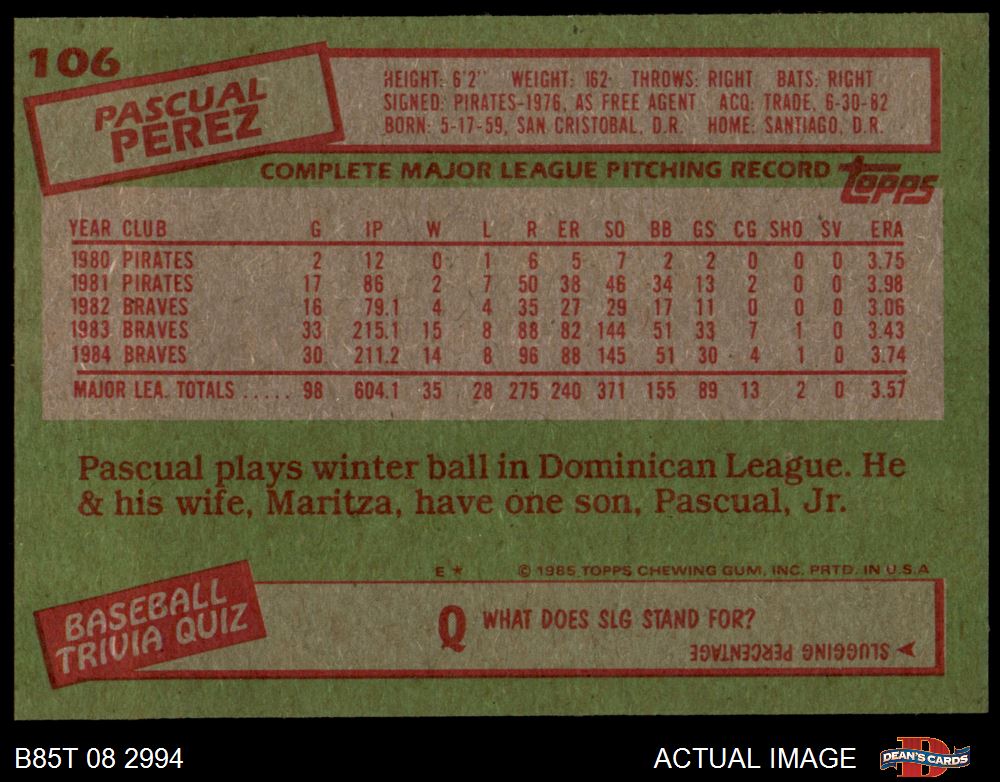 106
PASCUAL
PEREZ
HEIGHT: 6'2" WEIGHT: 162 THROWS: RIGHT BATS: RIGHT
SIGNED: PIRATES-1976, AS FREE AGENT ACQ: TRADE, 6-30-82
BORN: 5-17-59, SAN CRISTOBAL, D.R. HOME: SANTIAGO, D.R.
COMPLETE MAJOR LEAGUE PITCHING RECORD topps
YEAR CLUB G IP W L R ER SO BB GS CG SHO SV ERA
1980 PIRATES 2 12 0 1 6 5 7 2 2 0 0 0 3.75
1981 PIRATES 17 86 2 7 50 38 46 34 13 2 0 0 3.98
1982 BRAVES 16 79.1 4 4 35 27 29 17 11 0 0 0 3.06
1983 BRAVES 33 215.1 15 8 88 82 144 51 33 7 1 0 3.43
1984 BRAVES 30 211.2 14 8 96 88 145 51 30 4 1 0 3.74
MAJOR LEA. TOTALS ..... 98 604.1 35 28 275 240 371 155 89 13 2 0 3.57
Pascual plays winter ball in Dominican League. He
& his wife, Maritza, have one son, Pascual, Jr.
E* © 1985 TOPPS CHEWING GUM, INC. PRTD. IN U.S.A
BASEBALL
TRIVIA QUIZ
Q WHAT DOES SLG STAND FOR?
SLUGGING PERCENTAGE
B85T 08 2994 ACTUAL IMAGE DEAN'S CARDS